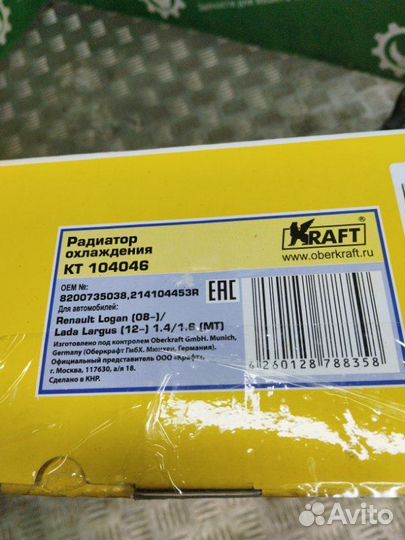 Радиатор
охлаждения
KT 104046
KRAFT
www.oberkraft.ru
OEM №:
8200735038,214104453R
Для автомобилей:
Renault Logan (08-)/
Lada Largus (12-) 1.4/1.6 (MT)
Изготовлено под контролем Oberkraft GmbH. Munich,
Germany (Оберкрафт ГмбХ. Мюнхен, Германия).
Официальный представитель ООО «Крафт»,
г. Москва, 117630, а/я 18.
Сделано в КНР.
EAC
4260128788358
Avito